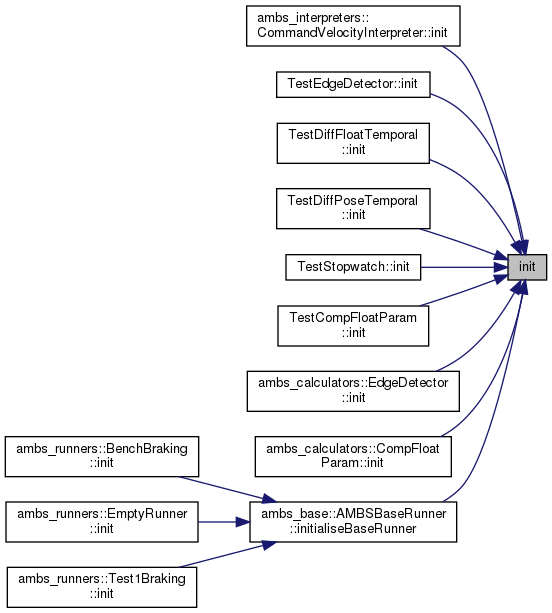 ambs_interpreters::
CommandVelocityInterpreter::init
TestEdgeDetector::init
TestDiffFloatTemporal
::init
TestDiffPoseTemporal
::init
TestStopwatch::init
init
TestCompFloatParam
::init
ambs_calculators::EdgeDetector
::init
ambs_calculators::CompFloat
Param::init
ambs_runners::BenchBraking
::init
ambs_runners::EmptyRunner
::init
ambs_base::AMBSBaseRunner
::initialiseBaseRunner
ambs_runners::Test1Braking
::init